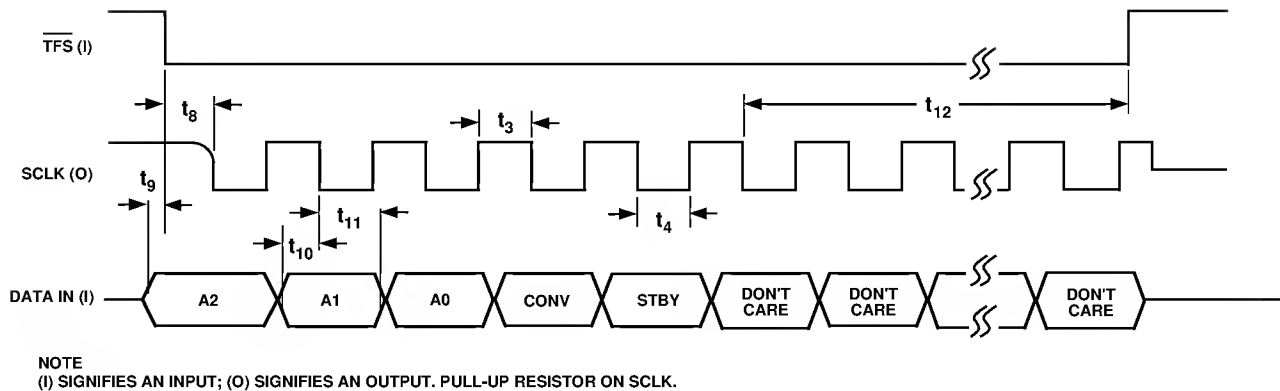 TFS (I)
t8
t3
t12
SCLK (O)
t9
t11
t10
t4
DATA IN (I)
A2
A1
A0
CONV
STBY
DON'T
CARE
DON'T
CARE
DON'T
CARE
NOTE
(I) SIGNIFIES AN INPUT; (O) SIGNIFIES AN OUTPUT. PULL-UP RESISTOR ON SCLK.